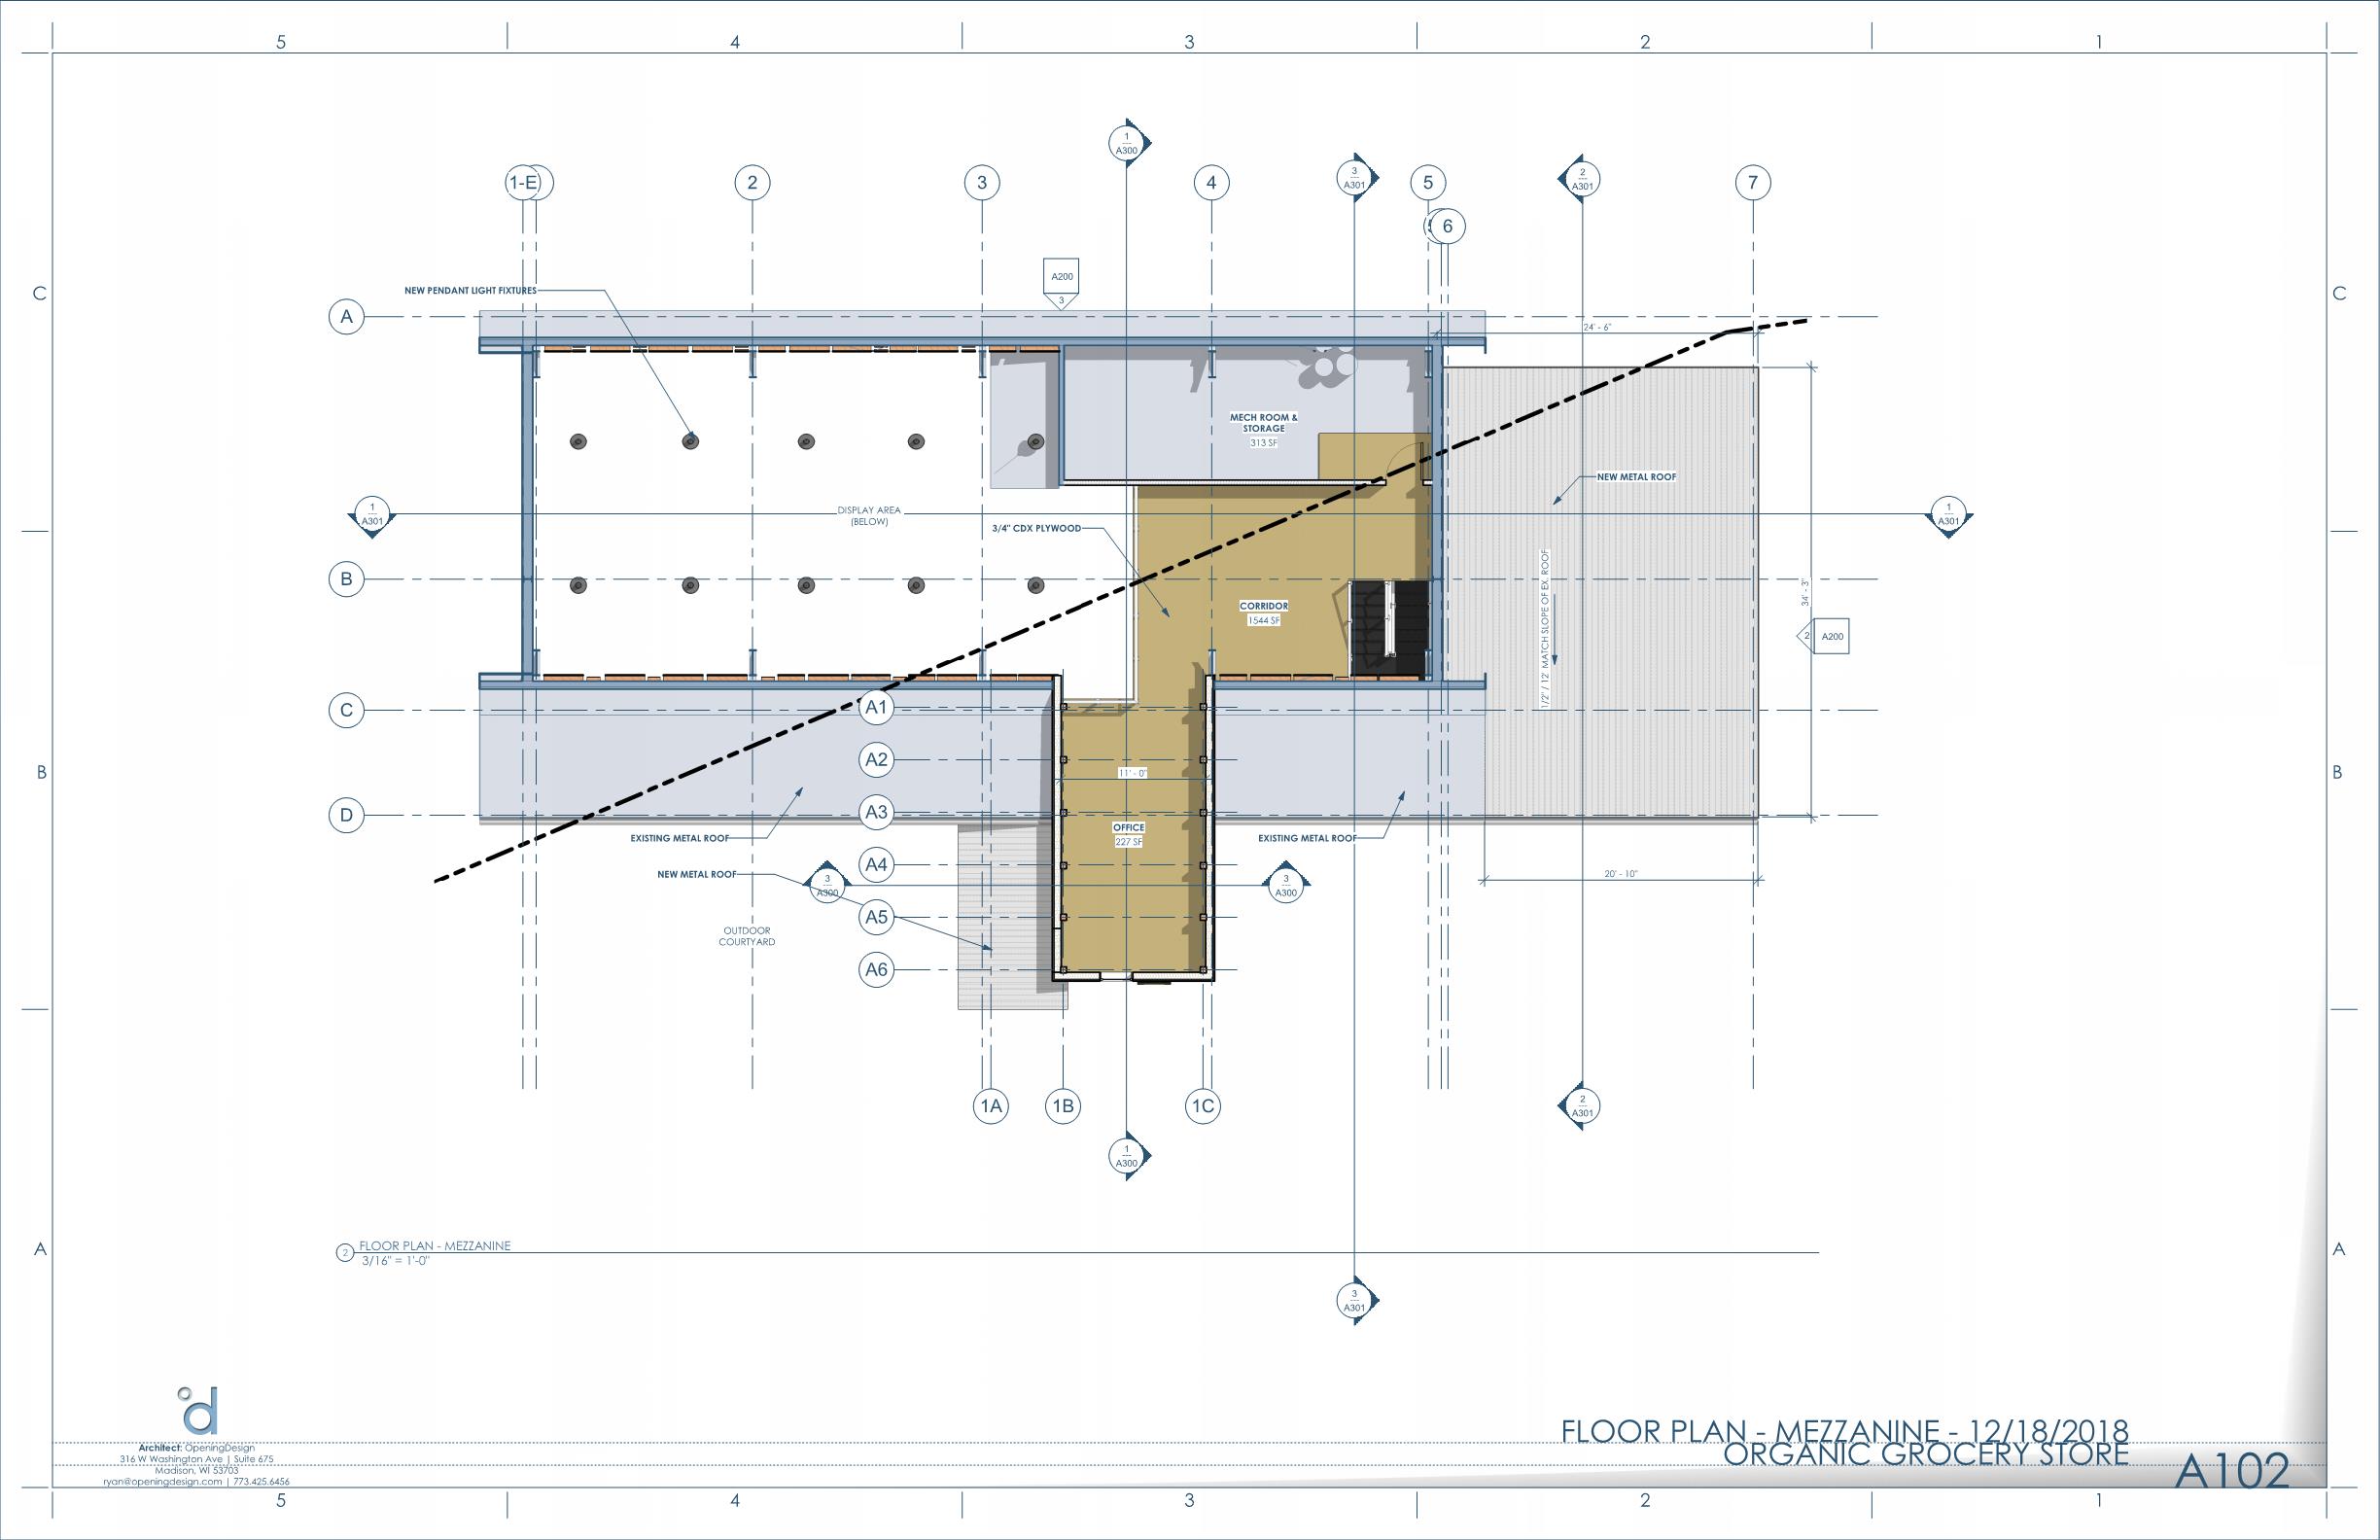 5 4 3 2 1
1
A300
3
A301
2
A301
1-E 2 3 4 5 7
6
A200
3
C C
NEW PENDANT LIGHT FIXTURES
A
24' - 6"
MECH ROOM &
STORAGE
313 SF
NEW METAL ROOF
1
A301
DISPLAY AREA
(BELOW)
3/4" CDX PLYWOOD
1
A301
B
CORRIDOR
1544 SF
1/2" / 12' MATCH SLOPE OF EX. ROOF
34' - 3"
2 A200
C
A1
A2
B B
11' - 0"
D
A3
OFFICE
227 SF
EXISTING METAL ROOF
EXISTING METAL ROOF
A4
NEW METAL ROOF
3
A300
3
A300
20' - 10"
A5
OUTDOOR
COURTYARD
A6
1A 1B 1C
2
A301
1
A300
A A
2 FLOOR PLAN - MEZZANINE
3/16" = 1'-0"
3
A301
d
Architect: OpeningDesign
316 W Washington Ave | Suite 675
Madison, WI 53703
ryan@openingdesign.com | 773.425.6456
FLOOR PLAN - MEZZANINE - 12/18/2018
ORGANIC GROCERY STORE
A102
5 4 3 2 1